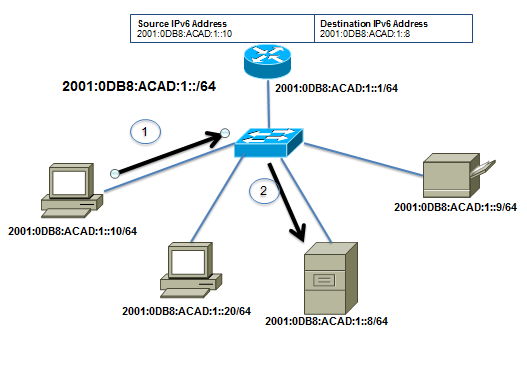 Source IPv6 Address
2001:0DB8:ACAD:1::10
Destination IPv6 Address
2001:0DB8:ACAD:1::8
2001:0DB8:ACAD:1::/64
2001:0DB8:ACAD:1::1/64
1
2
2001:0DB8:ACAD:1::9/64
2001:0DB8:ACAD:1::10/64
2001:0DB8:ACAD:1::20/64
2001:0DB8:ACAD:1::8/64